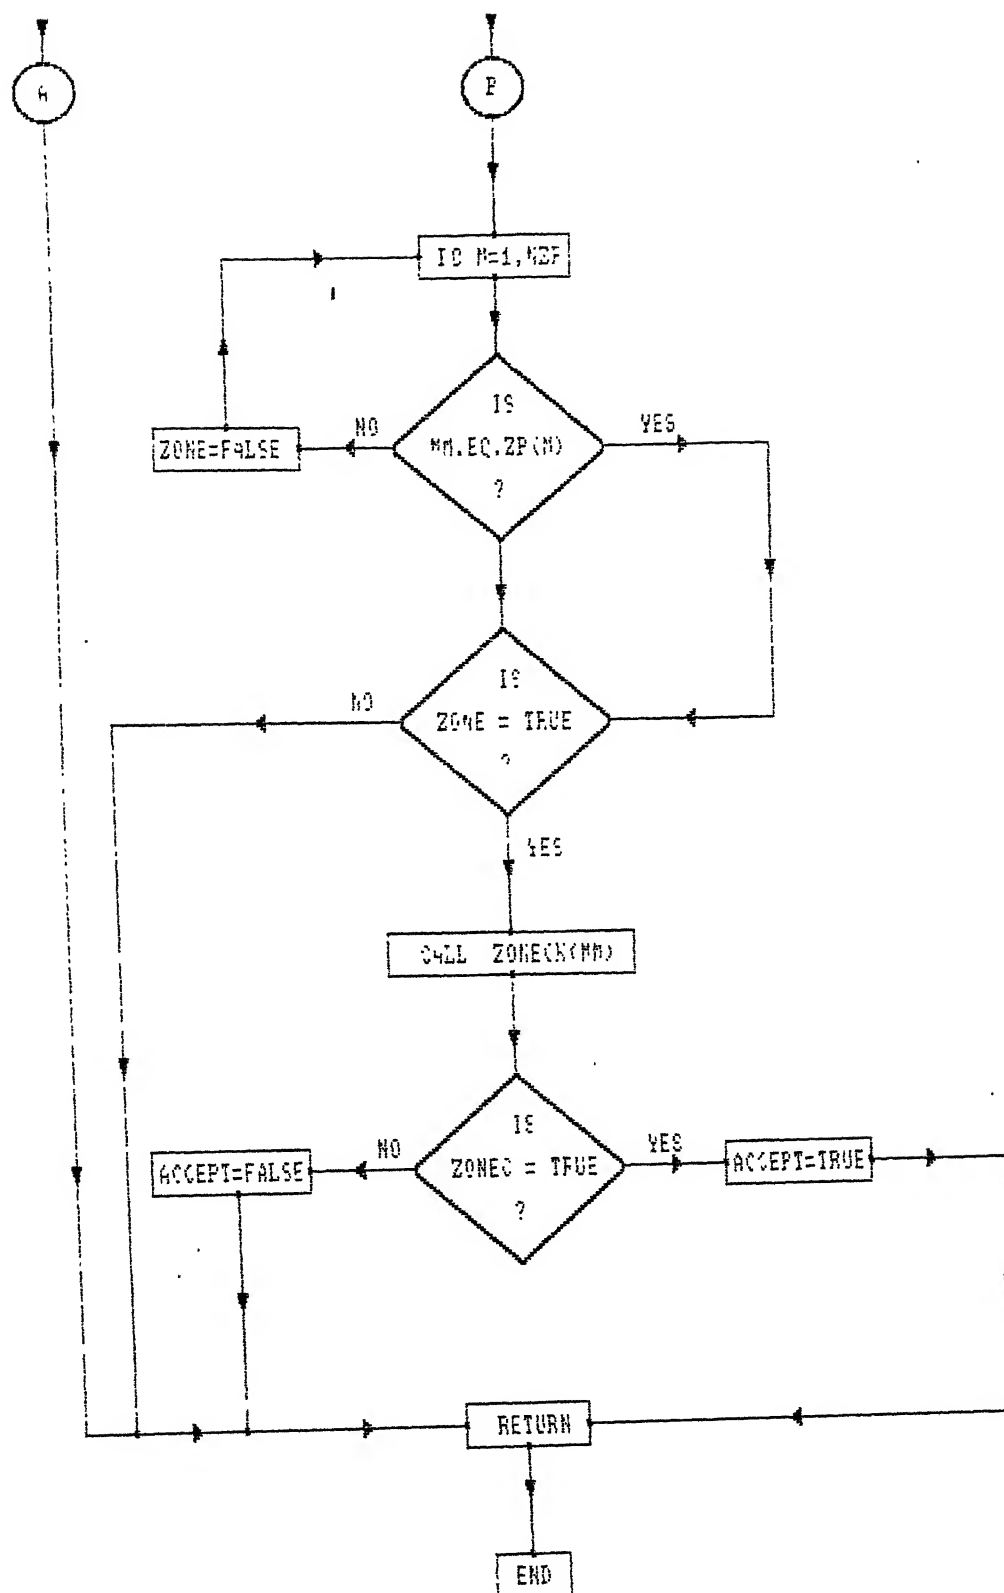 A
B
DO M=1,NZP
IS
MM.EQ.ZP(M)
?
NO
YES
ZONE=FALSE
IS
ZONE = TRUE
?
NO
YES
CALL ZONECK(MM)
IS
ZONEC = TRUE
?
NO
YES
ACCEPT=FALSE
ACCEPT=TRUE
RETURN
END